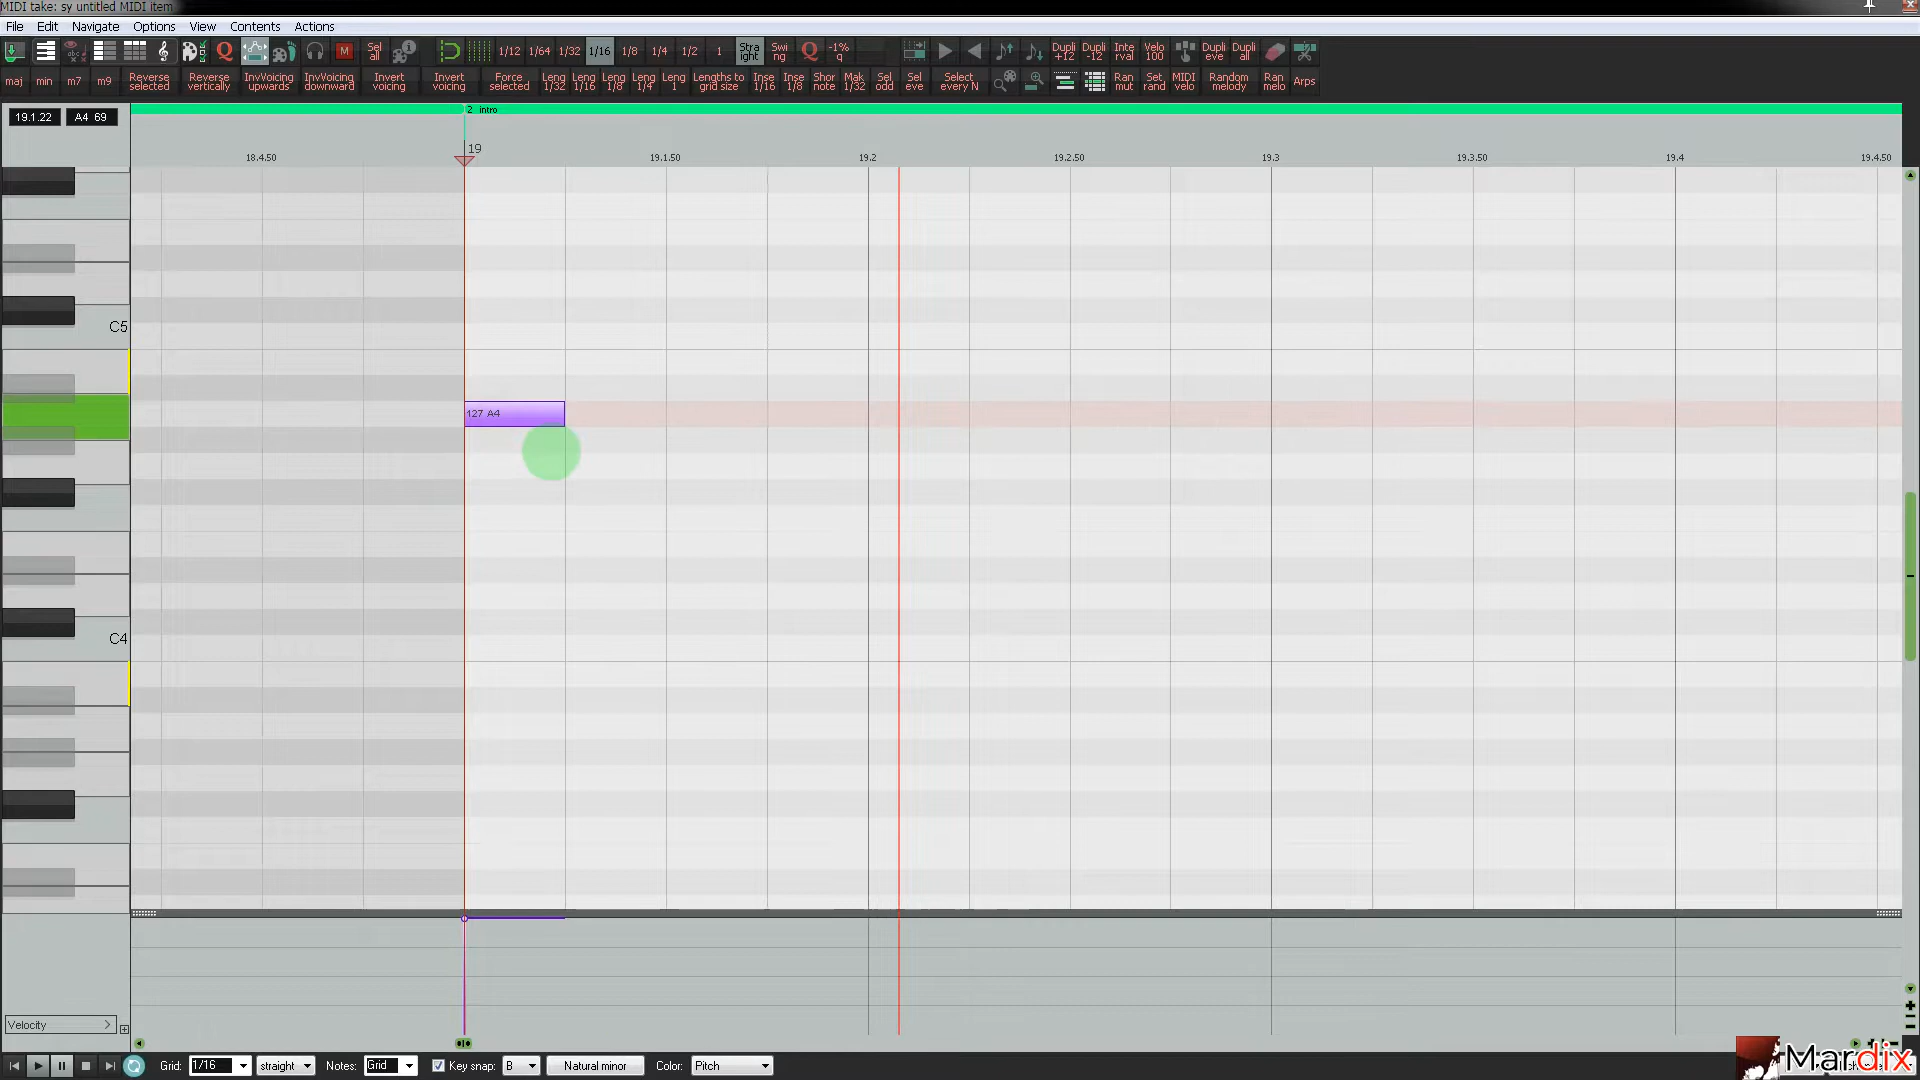 MIDI take: sy untitled MIDI item
File Edit Navigate Options View Contents Actions
1/12 1/64 1/32 1/16 1/8 1/4 1/2 1 Stra ight Swi ng Q -1% q Dupli +12 Dupli -12 Inte rval Velo 100 Dupli eve Dupli all
Sel all
maj min m7 m9 Reverse selected Reverse vertically InvVoicing upwards InvVoicing downward Invert voicing Invert voicing Force selected Leng 1/32 Leng 1/16 Leng 1/8 Leng 1/4 Leng 1 Lengths to grid size Inse 1/16 Inse 1/8 Shor note Mak 1/32 Sel odd Sel eve Select every N Ran mut Set rand MIDI velo Random melody Ran melo Arps
19.1.22 A4 69
2 intro
19
18.4.50 19.1.50 19.2 19.2.50 19.3 19.3.50 19.4 19.4.50
C5
127 A4
C4
Velocity
Grid: 1/16 straight Notes: Grid Key snap: B Natural minor Color: Pitch
Mardix